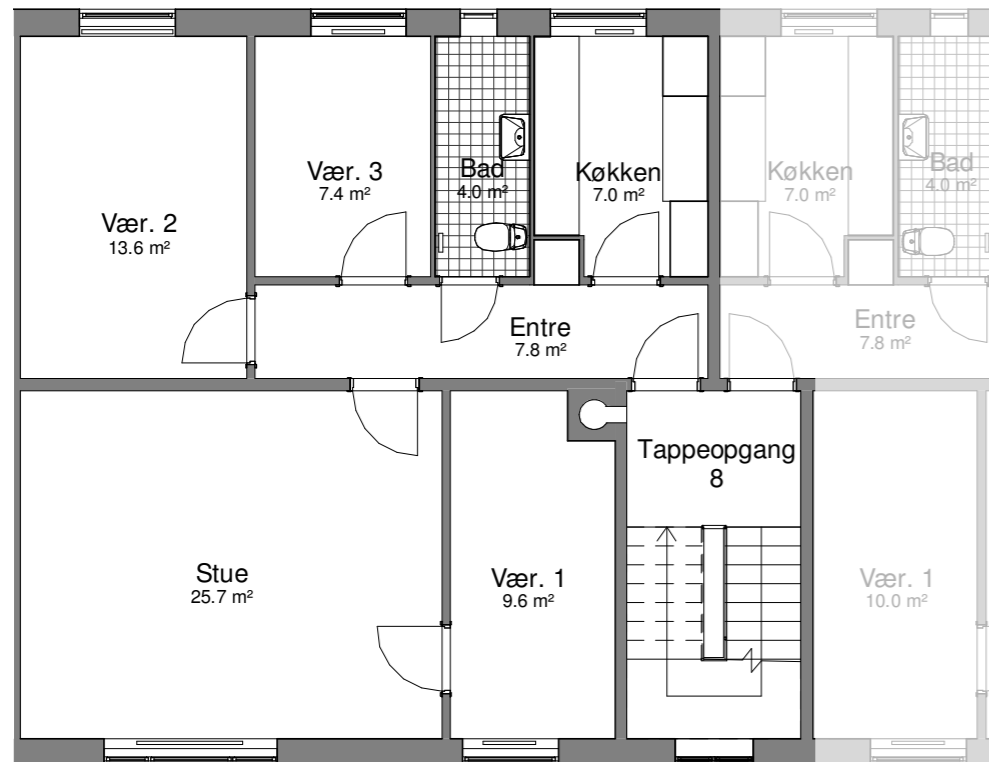 Vær. 2
13.6 m²
Vær. 3
7.4 m²
Bad
4.0 m²
Køkken
7.0 m²
Køkken
7.0 m²
Bad
4.0 m²
Entre
7.8 m²
Entre
7.8 m²
Tappeopgang
8
Stue
25.7 m²
Vær. 1
9.6 m²
Vær. 1
10.0 m²